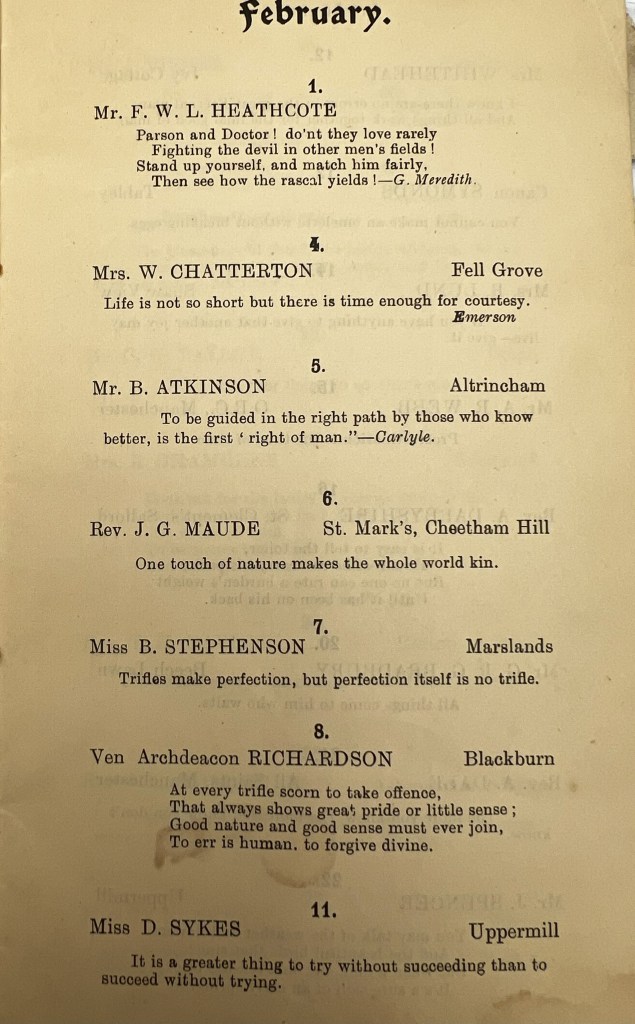 February.
1.
Mr. F. W. L. HEATHCOTE
Parson and Doctor! do'nt they love rarely
Fighting the devil in other men's fields!
Stand up yourself, and match him fairly,
Then see how the rascal yields!—G. Meredith.
4.
Mrs. W. CHATTERTON Fell Grove
Life is not so short but there is time enough for courtesy.
Emerson
5.
Mr. B. ATKINSON Altrincham
To be guided in the right path by those who know
better, is the first ‘ right of man.”—Carlyle.
6.
Rev. J. G. MAUDE St. Mark's, Cheetham Hill
One touch of nature makes the whole world kin.
7.
Miss B. STEPHENSON Marslands
Trifles make perfection, but perfection itself is no trifle.
8.
Ven Archdeacon RICHARDSON Blackburn
At every trifle scorn to take offence,
That always shows great pride or little sense;
Good nature and good sense must ever join,
To err is human. to forgive divine.
11.
Miss D. SYKES Uppermill
It is a greater thing to try without succeeding than to
succeed without trying.